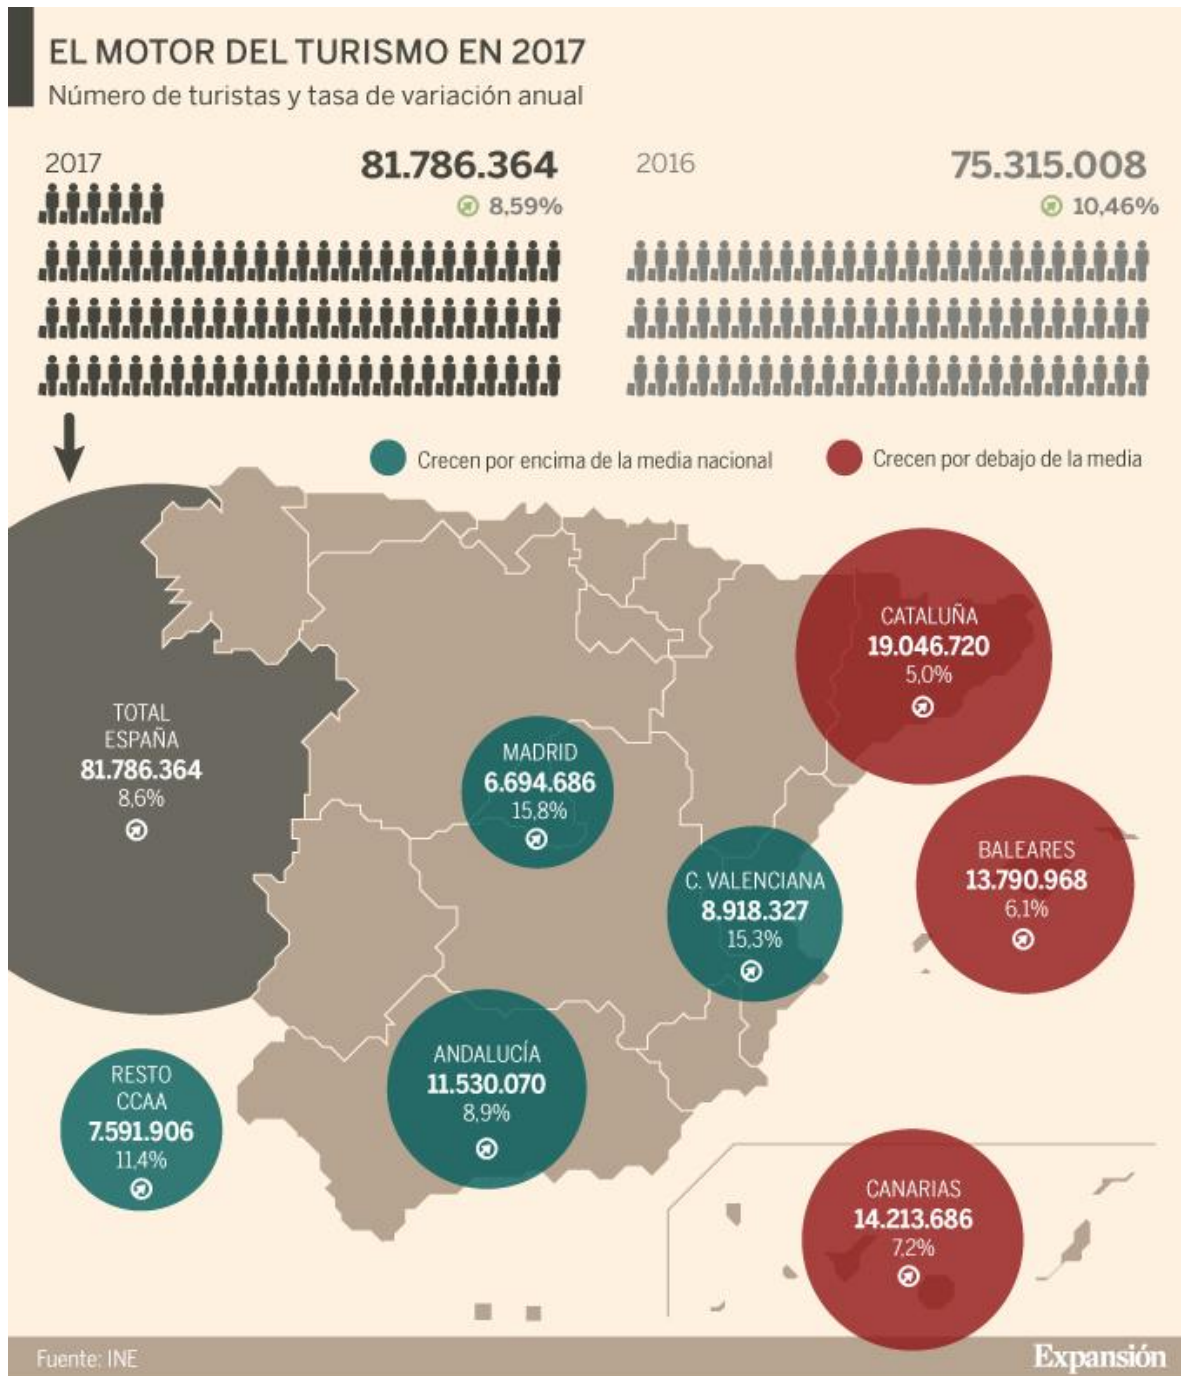 EL MOTOR DEL TURISMO EN 2017
Número de turistas y tasa de variación anual
2017
81.786.364
8,59%
2016
75.315.008
10,46%
Crecen por encima de la media nacional
Crecen por debajo de la media
CATALUÑA
19.046.720
5,0%
TOTAL
ESPAÑA
81.786.364
8,6%
MADRID
6.694.686
15,8%
C. VALENCIANA
8.918.327
15,3%
BALEARES
13.790.968
6,1%
ANDALUCÍA
11.530.070
8,9%
RESTO
CCAA
7.591.906
11,4%
CANARIAS
14.213.686
7,2%
Fuente: INE
Expansión